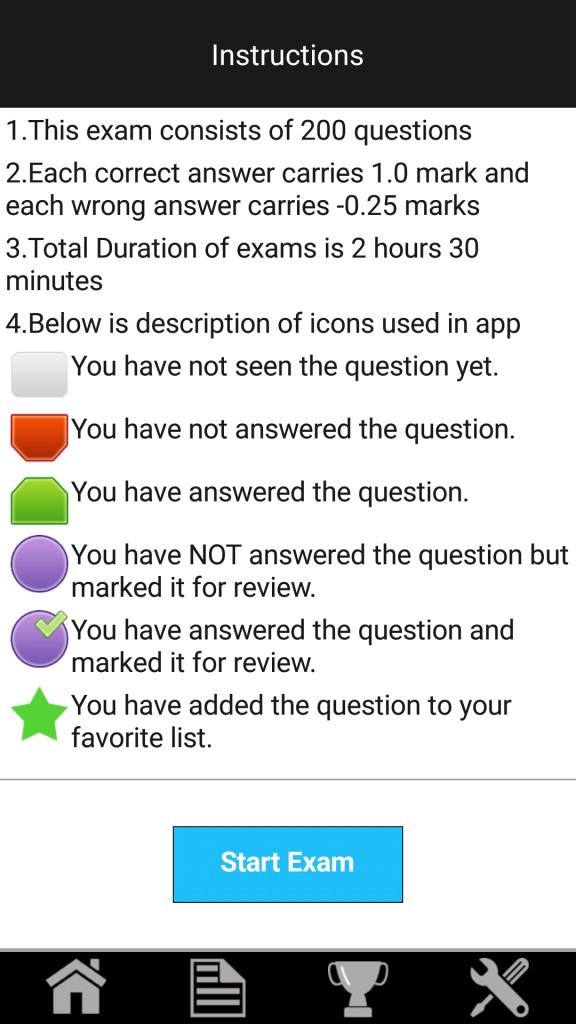 Instructions
1.This exam consists of 200 questions
2.Each correct answer carries 1.0 mark and
each wrong answer carries -0.25 marks
3.Total Duration of exams is 2 hours 30
minutes
4.Below is description of icons used in app
You have not seen the question yet.
You have not answered the question.
You have answered the question.
You have NOT answered the question but
marked it for review.
You have answered the question and
marked it for review.
You have added the question to your
favorite list.
Start Exam